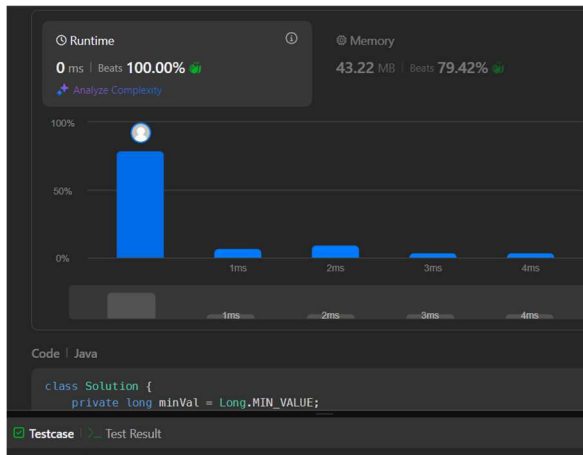 Runtime
0 ms | Beats 100.00%
Analyze Complexity
Memory
43.22 MB | Beats 79.42%
100%
50%
0%
1ms 2ms 3ms 4ms
1ms 2ms 3ms 4ms
Code | Java
class Solution {
    private long minVal = Long.MIN_VALUE;
Testcase | >_ Test Result